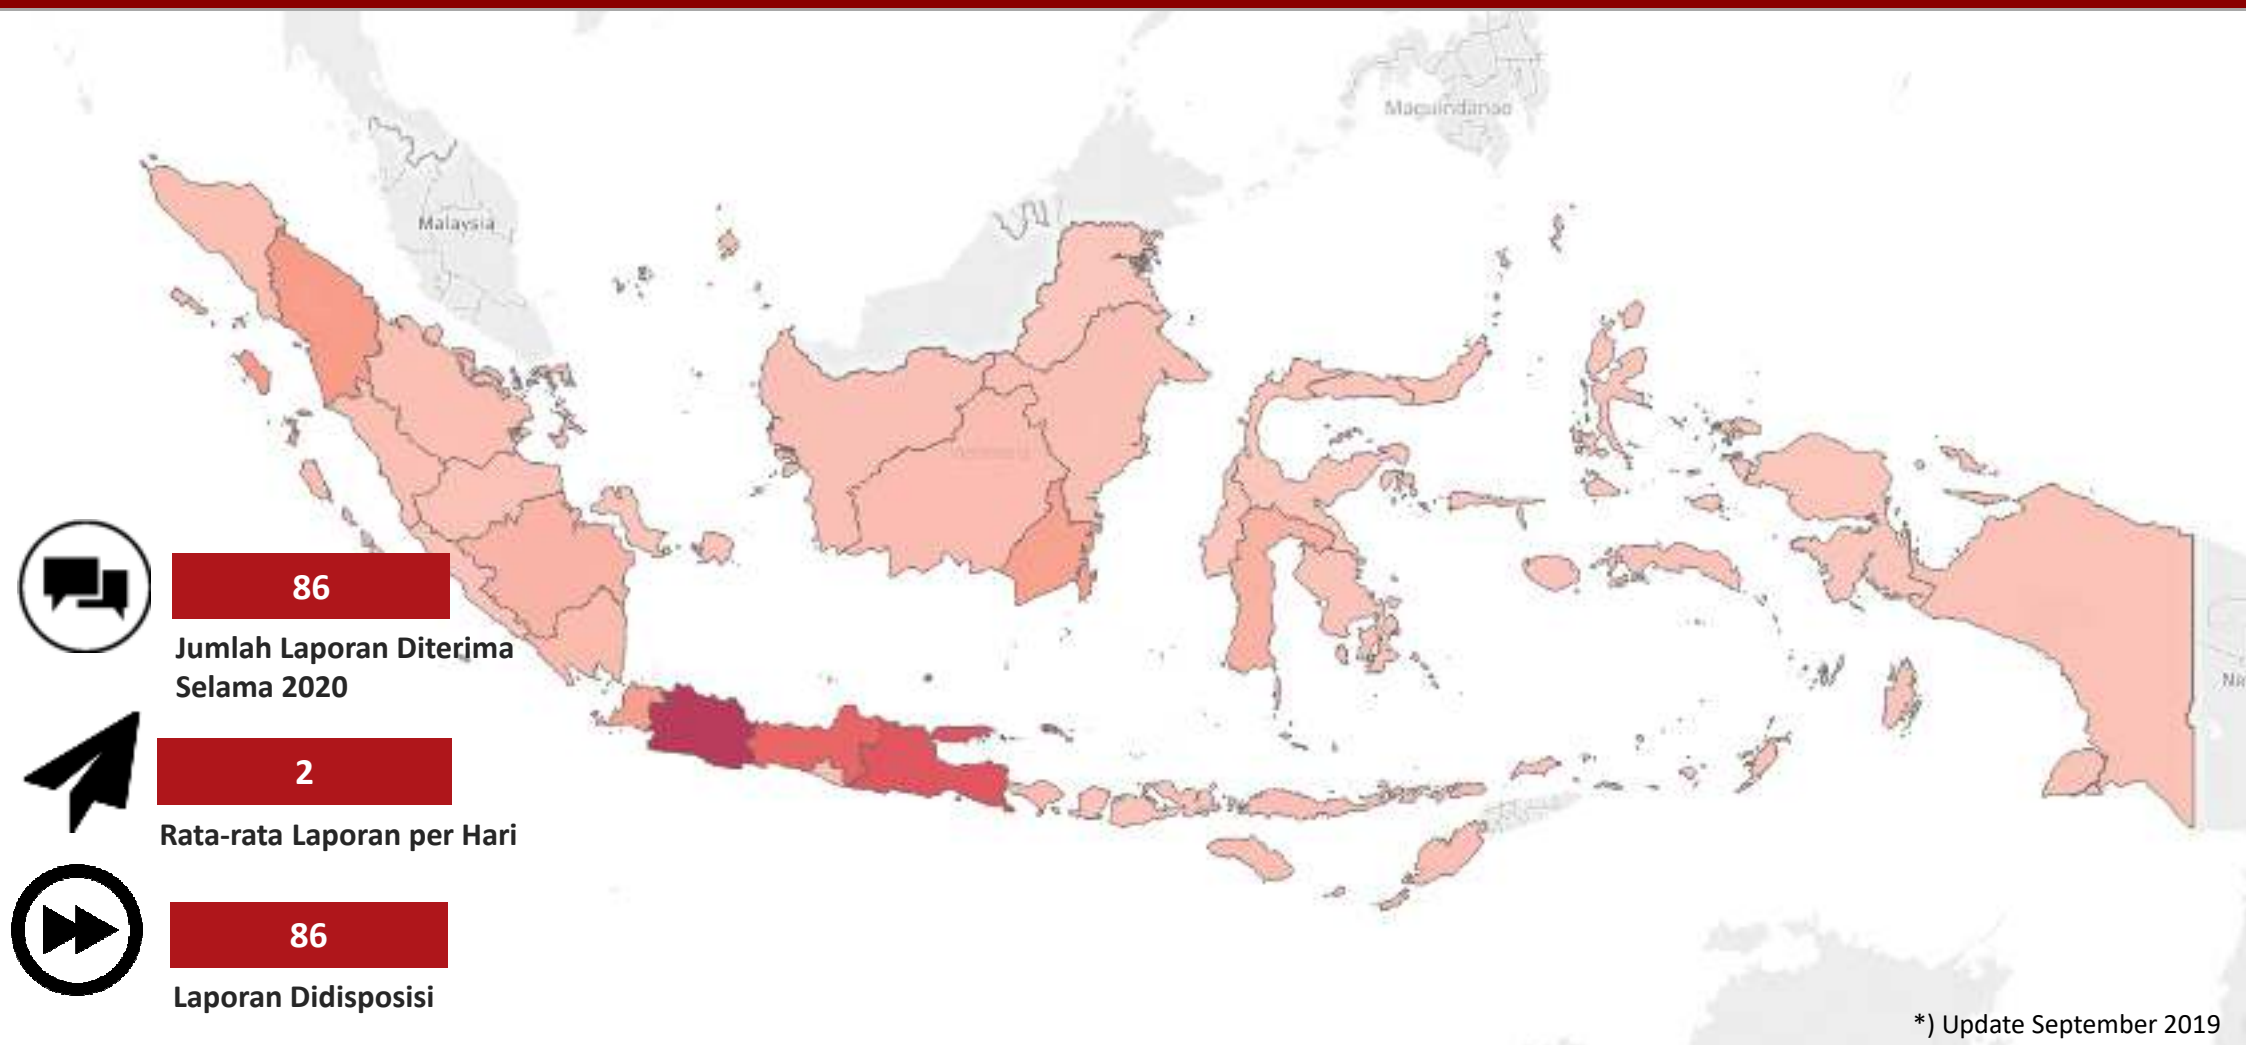 Maguindanao
Malaysia
86
Jumlah Laporan Diterima
Selama 2020
2
Rata-rata Laporan per Hari
86
Laporan Didisposisi
*) Update September 2019